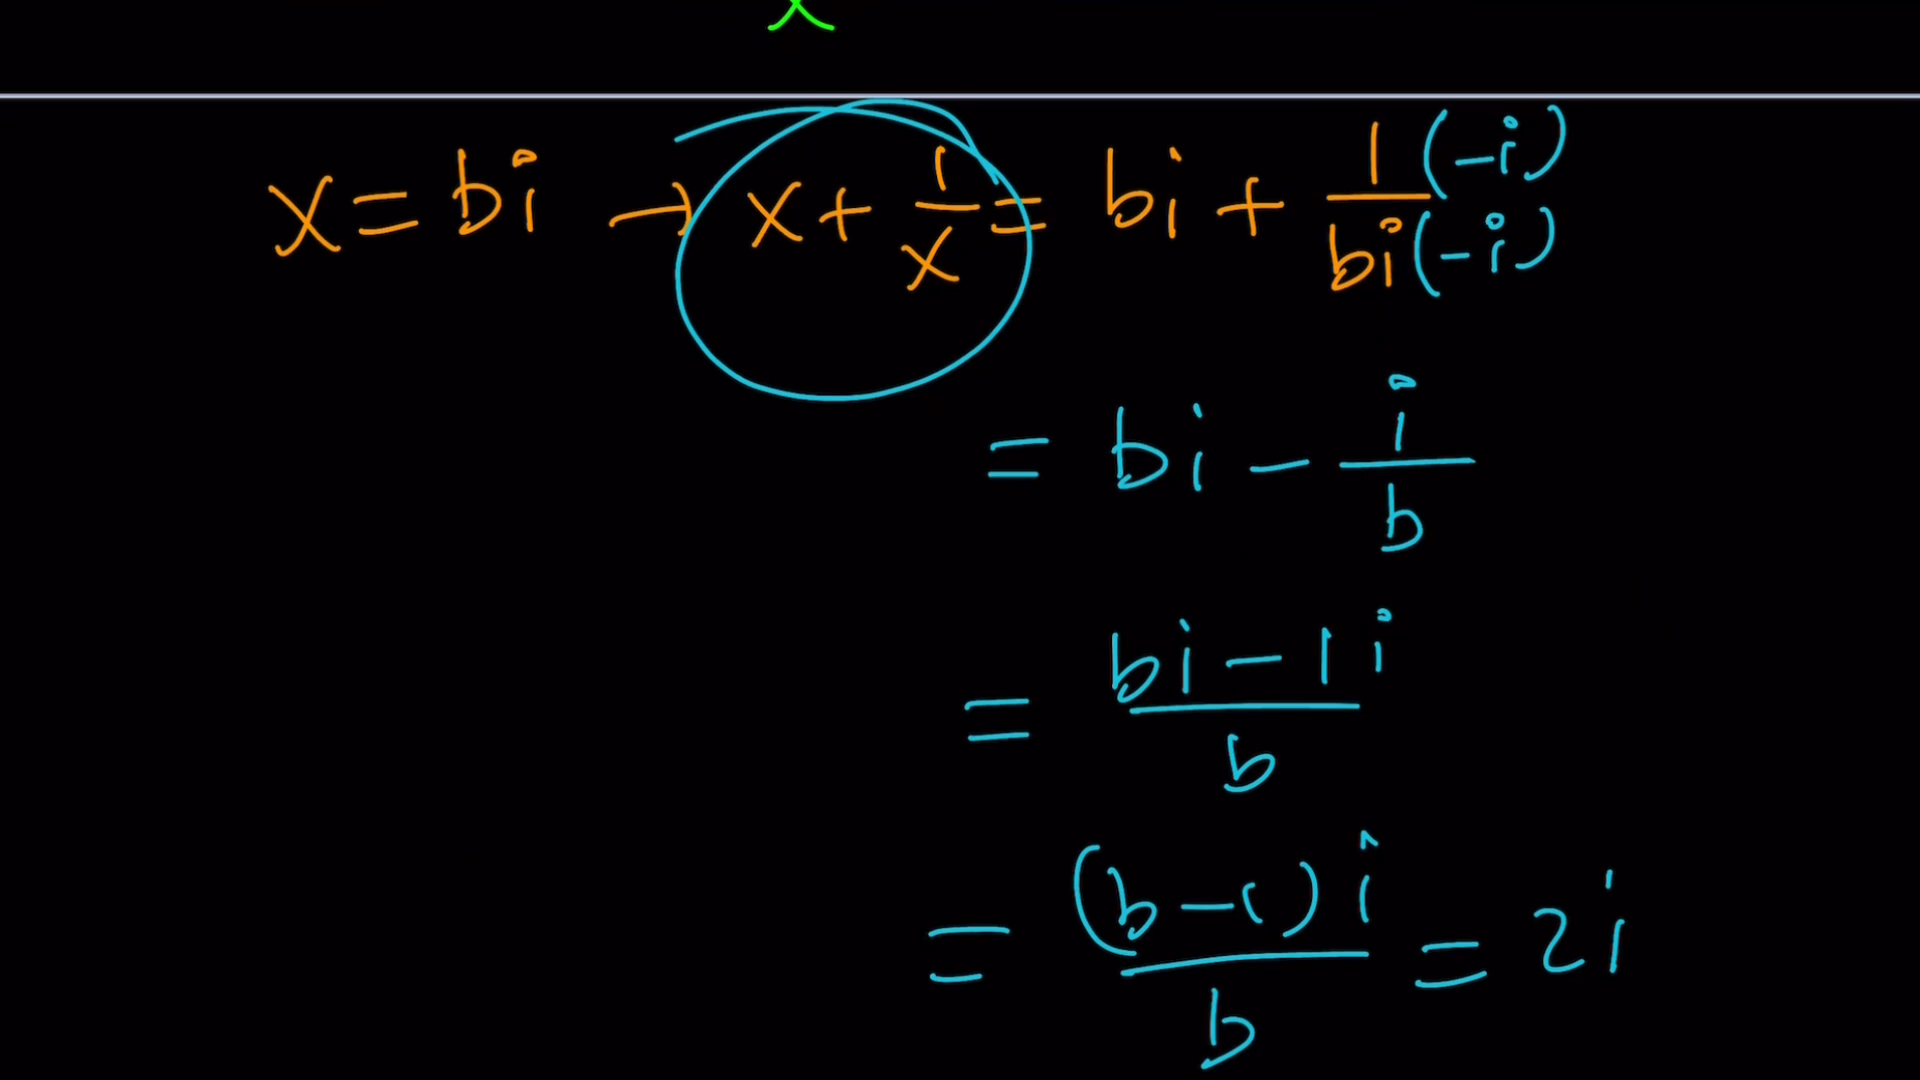 x
x = bi → x + 1/x = bi + 1(-i)/bi(-i)
= bi - i/b
= bi - 1i/b
= (b-1)i/b = 2i